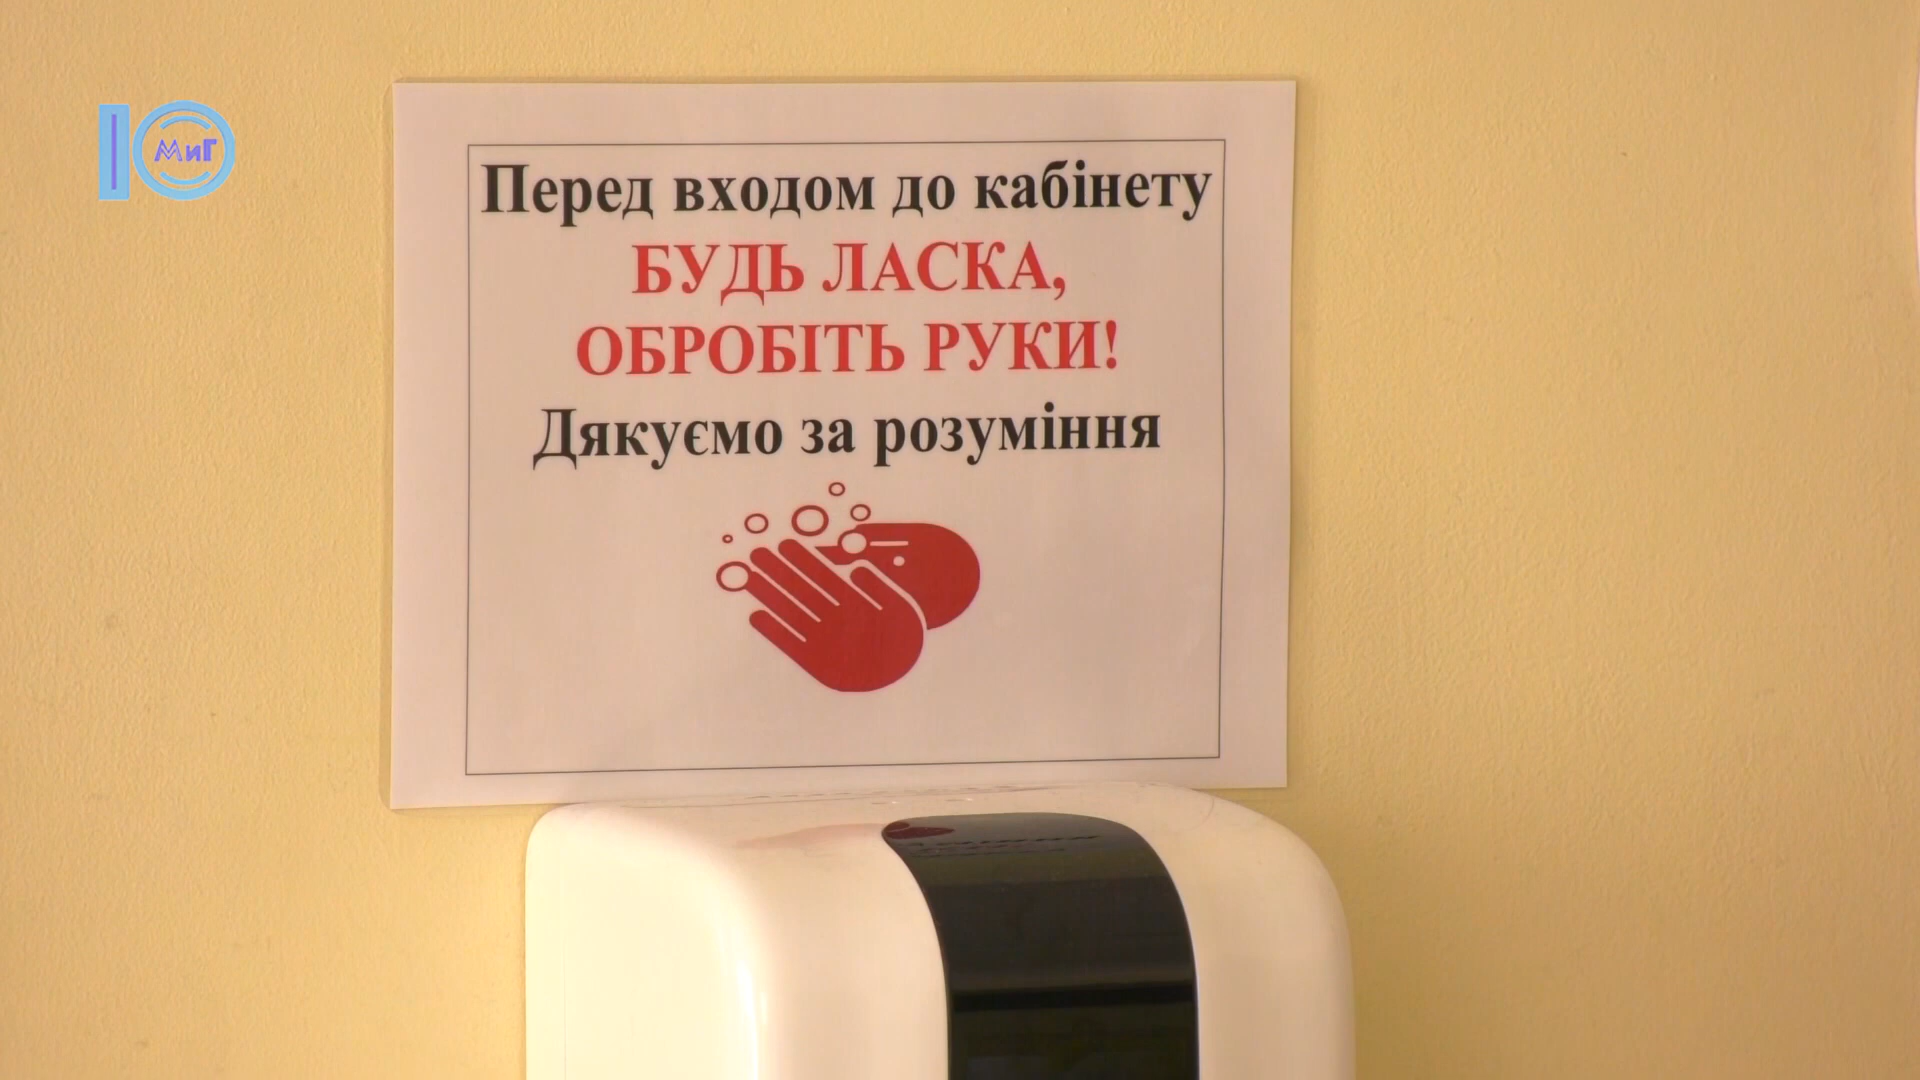 МиГ
Перед входом до кабінету
БУДЬ ЛАСКА,
ОБРОБІТЬ РУКИ!
Дякуємо за розуміння